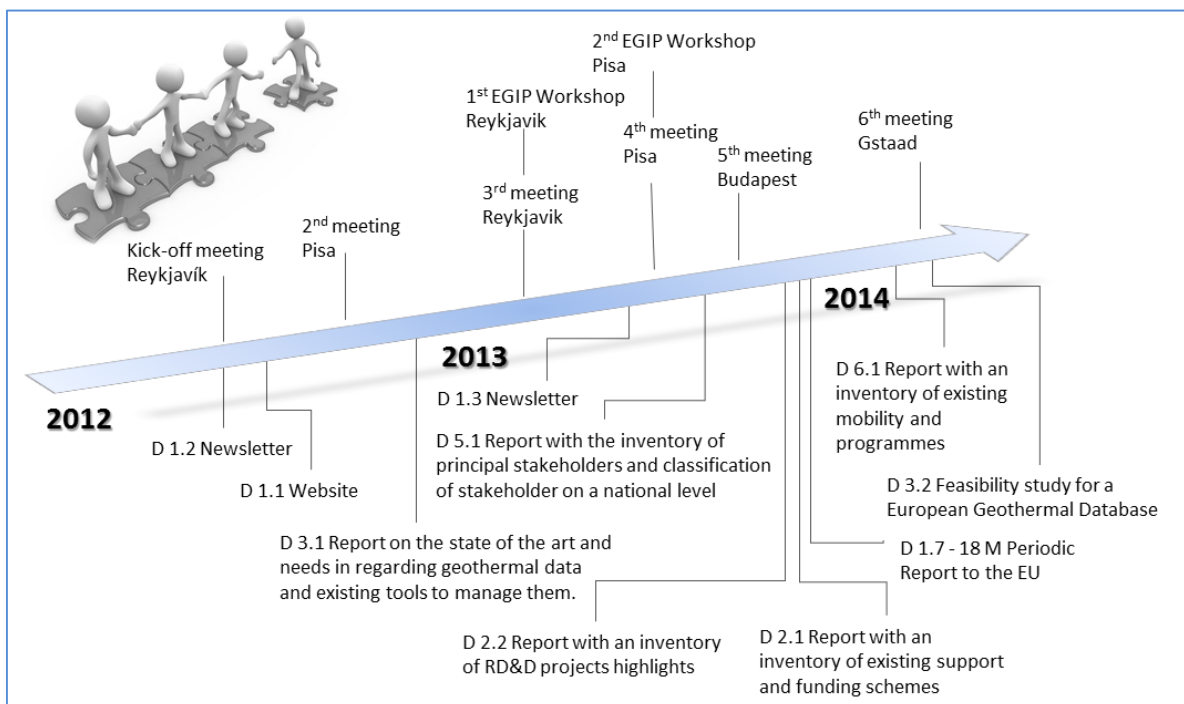 2nd EGIP Workshop
Pisa
1st EGIP Workshop
Reykjavik
4th meeting
Pisa
6th meeting
Gstaad
5th meeting
Budapest
3rd meeting
Reykjavik
2nd meeting
Pisa
Kick-off meeting
Reykjavík
2012
2013
2014
D 1.2 Newsletter
D 1.1 Website
D 3.1 Report on the state of the art and
needs in regarding geothermal data
and existing tools to manage them.
D 1.3 Newsletter
D 5.1 Report with the inventory of
principal stakeholders and classification
of stakeholder on a national level
D 2.2 Report with an inventory
of RD&D projects highlights
D 2.1 Report with an
inventory of existing support
and funding schemes
D 1.7 - 18 M Periodic
Report to the EU
D 6.1 Report with an
inventory of existing
mobility and
programmes
D 3.2 Feasibility study for a
European Geothermal Database